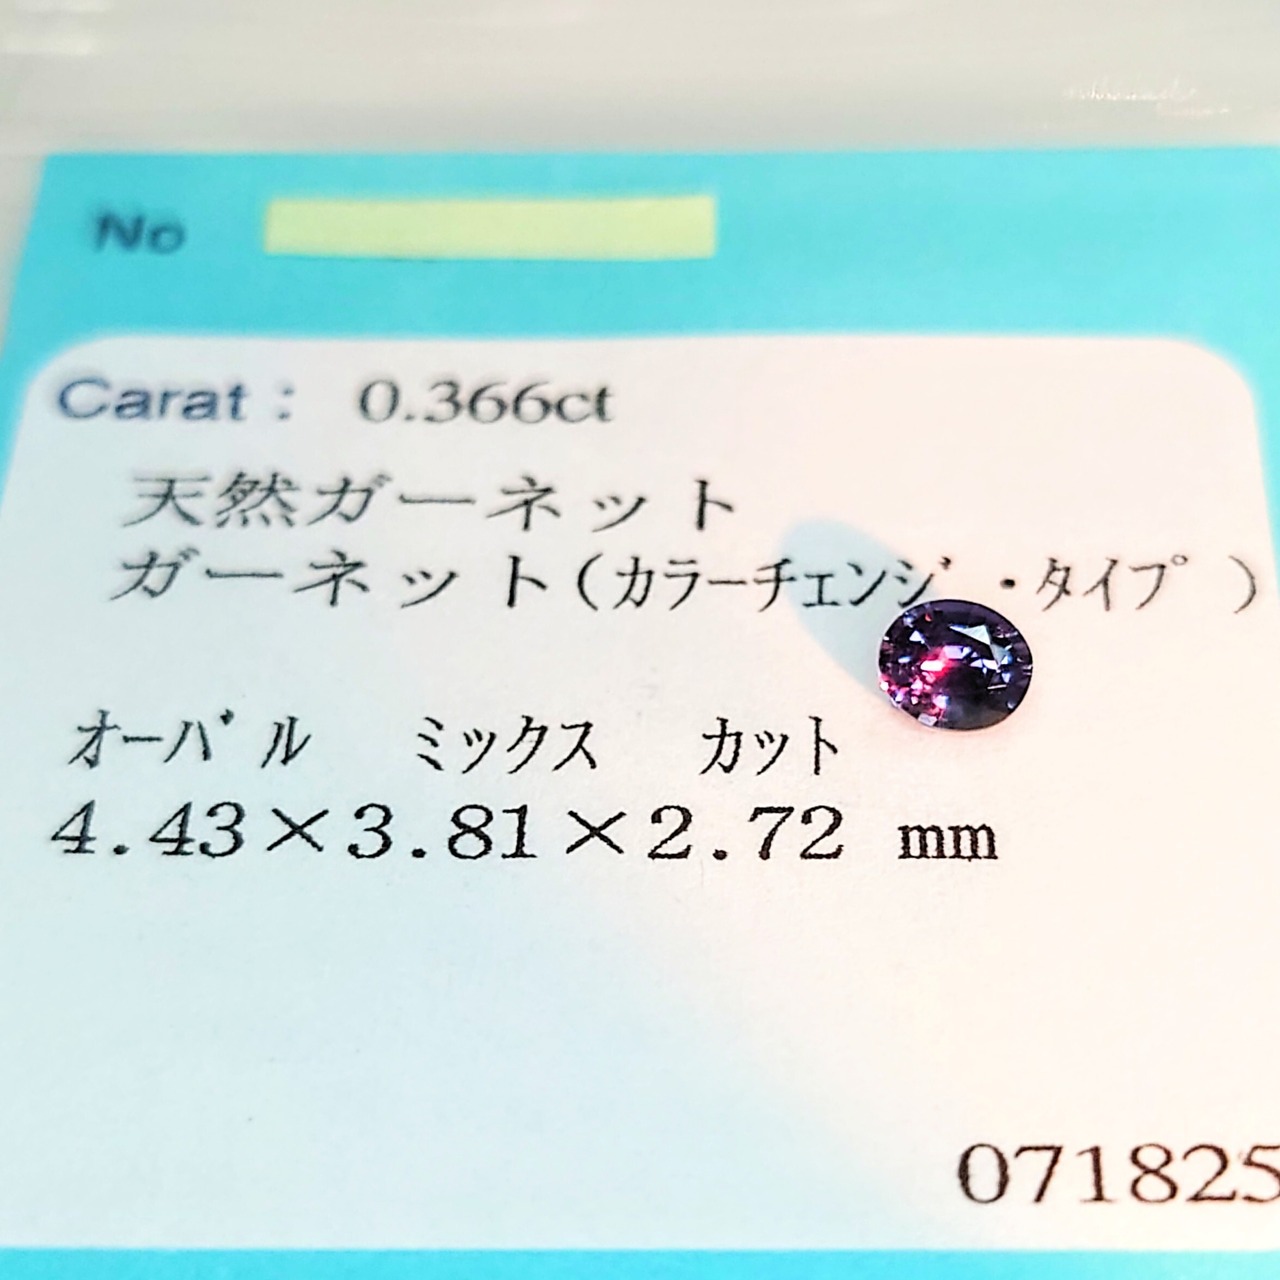 No
Carat : 0.366ct
天然ガーネット
ガーネット(カラーチェンジ・タイプ)
オーバル ミックス カット
4.43×3.81×2.72 mm
071825